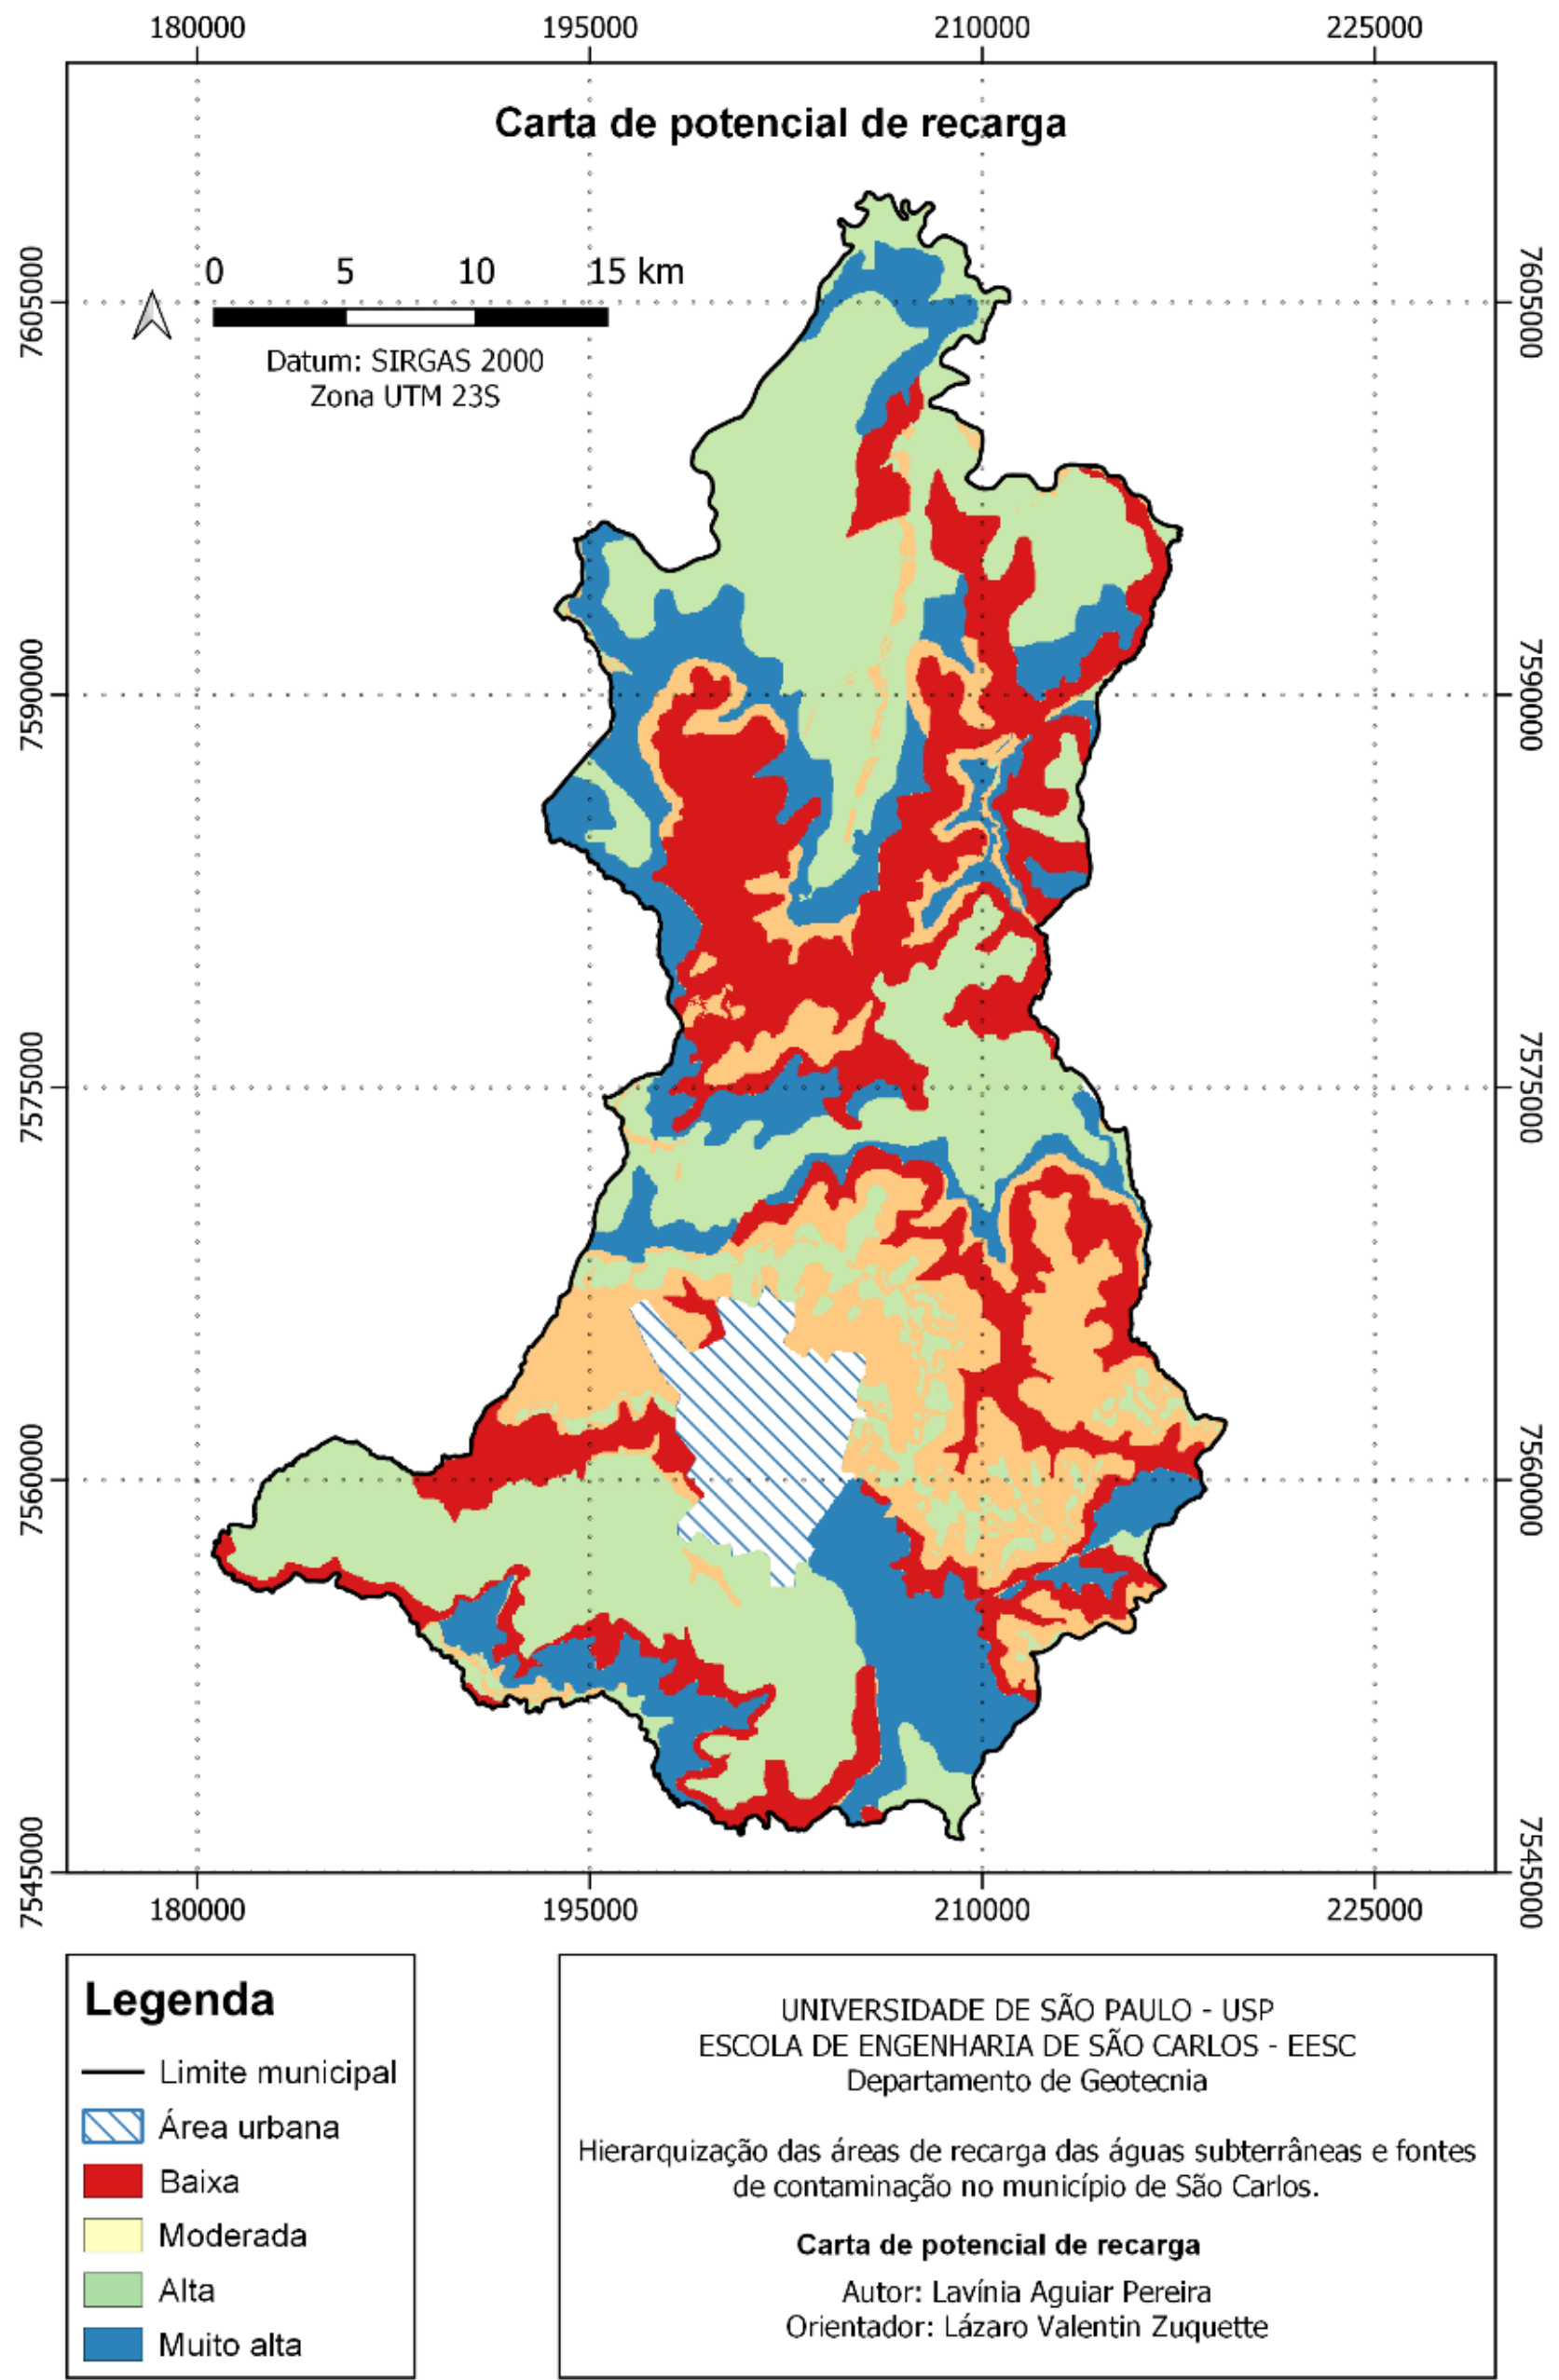 180000 195000 210000 225000
Carta de potencial de recarga
0 5 10 15 km
Datum: SIRGAS 2000
Zona UTM 23S
7605000 7605000
7590000 7590000
7575000 7575000
7560000 7560000
7545000 7545000
180000 195000 210000 225000
Legenda
Limite municipal
Área urbana
Baixa
Moderada
Alta
Muito alta
UNIVERSIDADE DE SÃO PAULO - USP
ESCOLA DE ENGENHARIA DE SÃO CARLOS - EESC
Departamento de Geotecnia
Hierarquização das áreas de recarga das águas subterrâneas e fontes
de contaminação no município de São Carlos.
Carta de potencial de recarga
Autor: Lavínia Aguiar Pereira
Orientador: Lázaro Valentin Zuquette